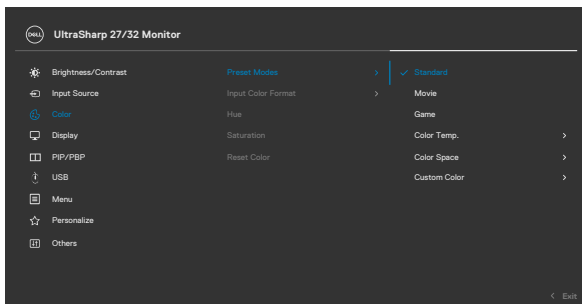 DELL UltraSharp 27/32 Monitor
Brightness/Contrast Preset Modes > ✓ Standard
Input Source Input Color Format > Movie
Color Hue Game
Display Saturation Color Temp. >
PIP/PBP Reset Color Color Space >
USB Custom Color >
Menu
Personalize
Others
< Exit